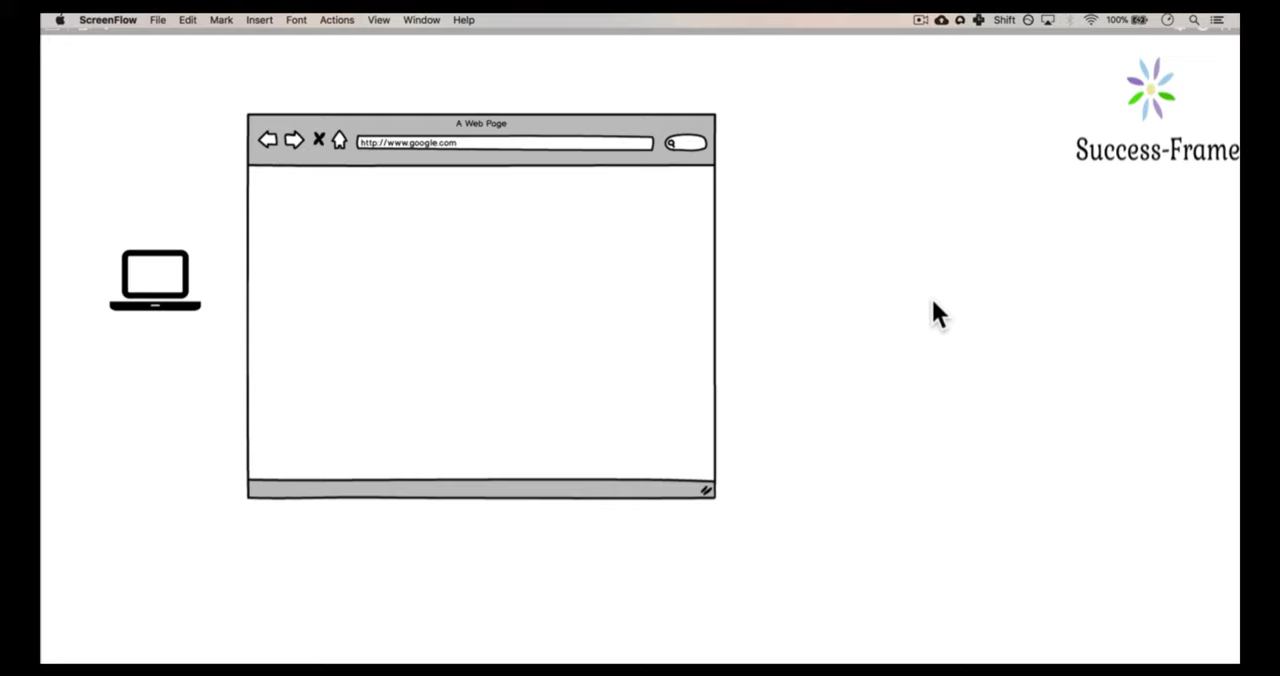 ScreenFlow File Edit Mark Insert Font Actions View Window Help Shift 100%
Success-Frame
A Web Page
http://www.google.com